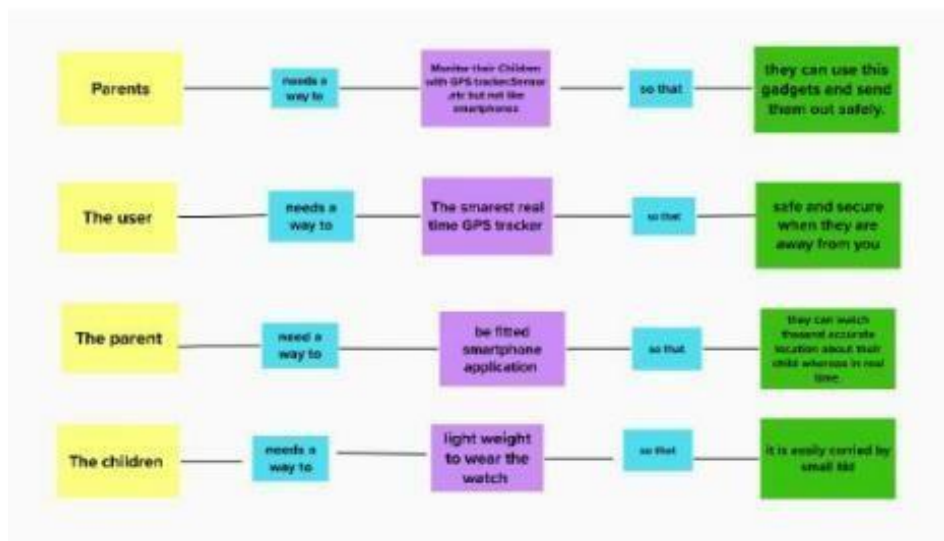 Parents
needs a
way to
Monitor their Children
with GPS tracker.Sensor
.etc but not like
smartphones
so that
they can use this
gadgets and send
them out safely.
The user
needs a
way to
The smarest real
time GPS tracker
so that
safe and secure
when they are
away from you
The parent
need a
way to
be fitted
smartphone
application
so that
they can watch
accurate
location about their
child whereas in real
time.
The children
needs a
way to
light weight
to wear the
watch
so that
it is easily carried by
small kid